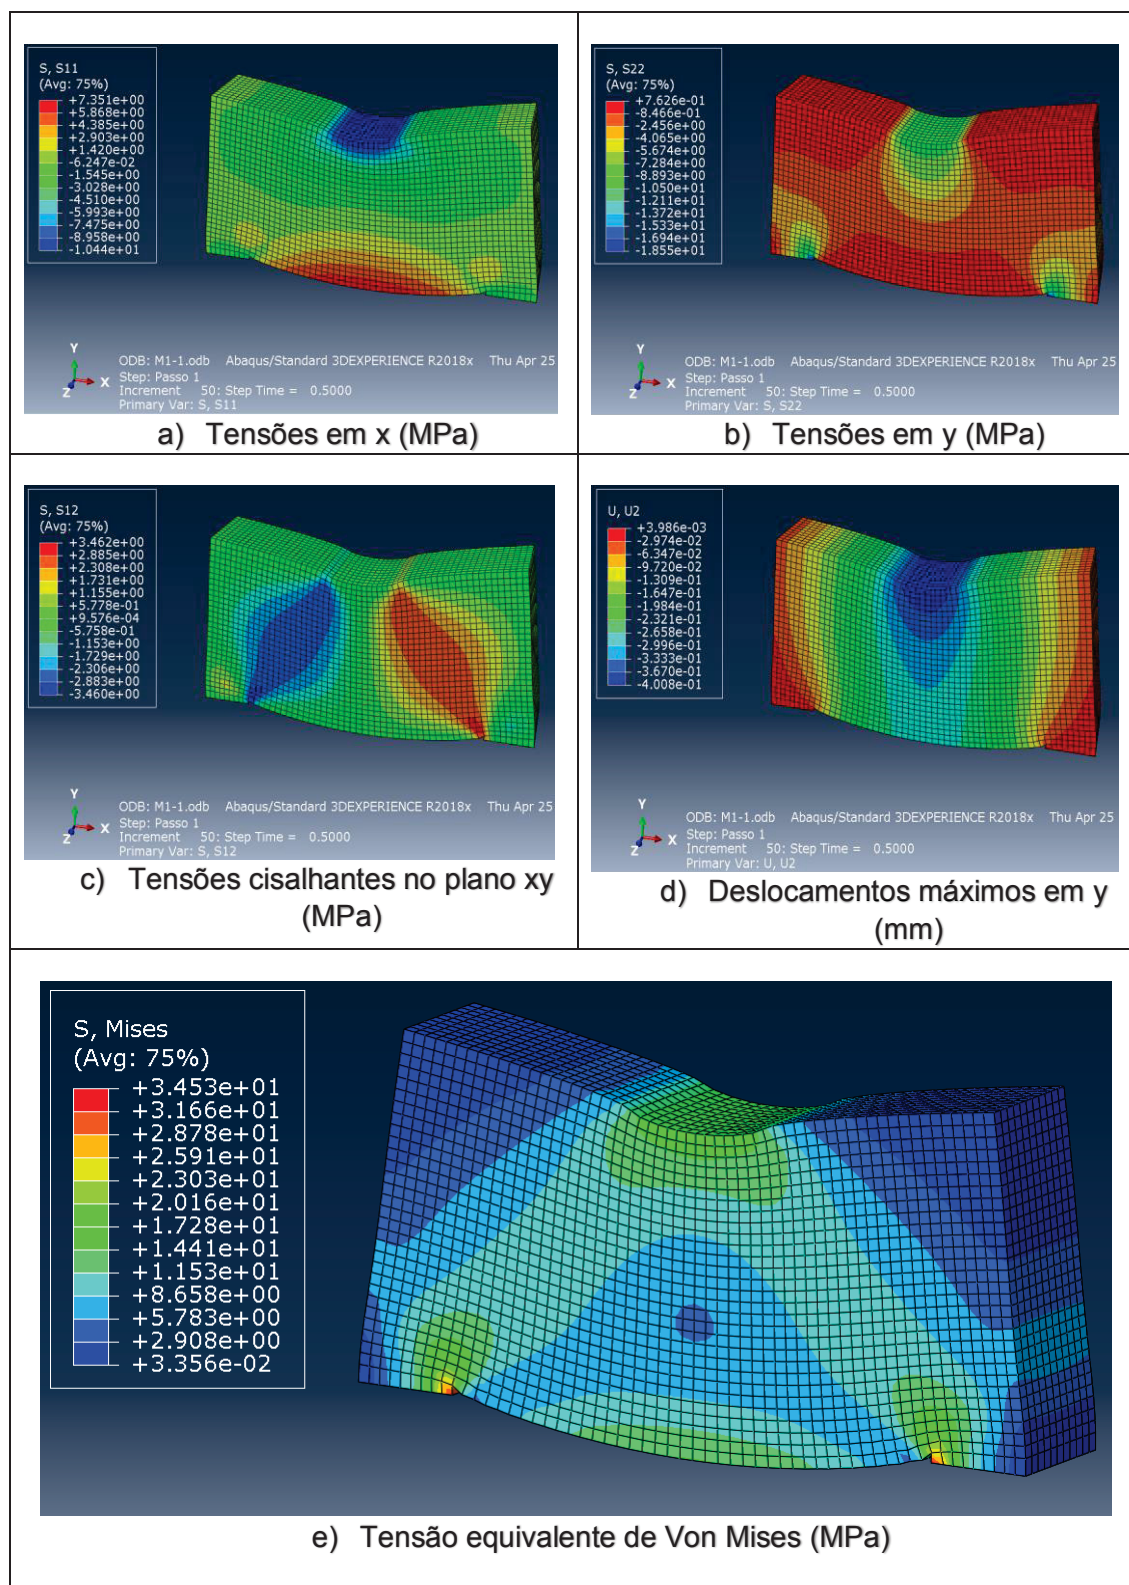 S, S11
(Avg: 75%)
+7.351e+00
+5.868e+00
+4.385e+00
+2.903e+00
+1.420e+00
-6.247e-02
-1.545e+00
-3.028e+00
-4.510e+00
-5.993e+00
-7.475e+00
-8.958e+00
-1.044e+01
Y
X
Z
ODB: M1-1.odb Abaqus/Standard 3DEXPERIENCE R2018x Thu Apr 25
Step: Passo 1
Increment 50: Step Time = 0.5000
Primary Var: S, S11
a) Tensões em x (MPa)
S, S22
(Avg: 75%)
+7.626e-01
-8.466e-01
-2.456e+00
-4.065e+00
-5.674e+00
-7.284e+00
-8.893e+00
-1.050e+01
-1.211e+01
-1.372e+01
-1.533e+01
-1.694e+01
-1.855e+01
Y
X
Z
ODB: M1-1.odb Abaqus/Standard 3DEXPERIENCE R2018x Thu Apr 25
Step: Passo 1
Increment 50: Step Time = 0.5000
Primary Var: S, S22
b) Tensões em y (MPa)
S, S12
(Avg: 75%)
+3.462e+00
+2.885e+00
+2.308e+00
+1.731e+00
+1.155e+00
+5.778e-01
+9.576e-04
-5.758e-01
-1.153e+00
-1.729e+00
-2.306e+00
-2.883e+00
-3.460e+00
Y
X
Z
ODB: M1-1.odb Abaqus/Standard 3DEXPERIENCE R2018x Thu Apr 25
Step: Passo 1
Increment 50: Step Time = 0.5000
Primary Var: S, S12
c) Tensões cisalhantes no plano xy
(MPa)
U, U2
+3.986e-03
-2.974e-02
-6.347e-02
-9.720e-02
-1.309e-01
-1.647e-01
-1.984e-01
-2.321e-01
-2.658e-01
-2.996e-01
-3.333e-01
-3.670e-01
-4.008e-01
Y
X
Z
ODB: M1-1.odb Abaqus/Standard 3DEXPERIENCE R2018x Thu Apr 25
Step: Passo 1
Increment 50: Step Time = 0.5000
Primary Var: U, U2
d) Deslocamentos máximos em y
(mm)
S, Mises
(Avg: 75%)
+3.453e+01
+3.166e+01
+2.878e+01
+2.591e+01
+2.303e+01
+2.016e+01
+1.728e+01
+1.441e+01
+1.153e+01
+8.658e+00
+5.783e+00
+2.908e+00
+3.356e-02
e) Tensão equivalente de Von Mises (MPa)